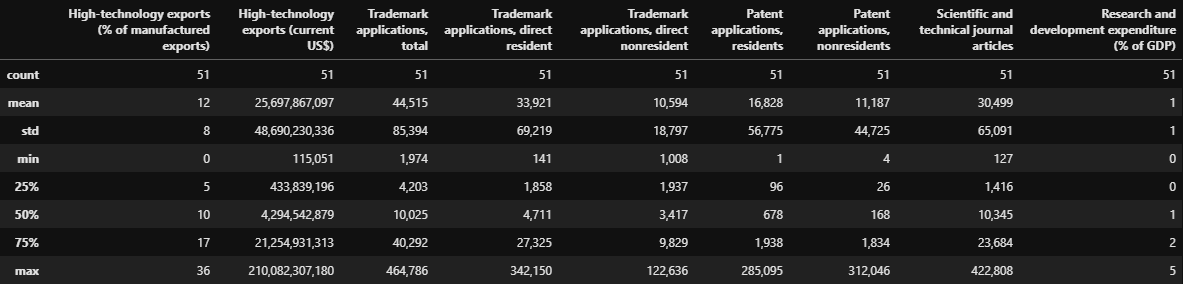 High-technology exports (% of manufactured exports) High-technology exports (current US$) Trademark applications, total Trademark applications, direct resident Trademark applications, direct nonresident Patent applications, residents Patent applications, nonresidents Scientific and technical journal articles Research and development expenditure (% of GDP)
count 51 51 51 51 51 51 51 51 51
mean 12 25,697,867,097 44,515 33,921 10,594 16,828 11,187 30,499 1
std 8 48,690,230,336 85,394 69,219 18,797 56,775 44,725 65,091 1
min 0 115,051 1,974 141 1,008 1 4 127 0
25% 5 433,839,196 4,203 1,858 1,937 96 26 1,416 0
50% 10 4,294,542,879 10,025 4,711 3,417 678 168 10,345 1
75% 17 21,254,931,313 40,292 27,325 9,829 1,938 1,834 23,684 2
max 36 210,082,307,180 464,786 342,150 122,636 285,095 312,046 422,808 5